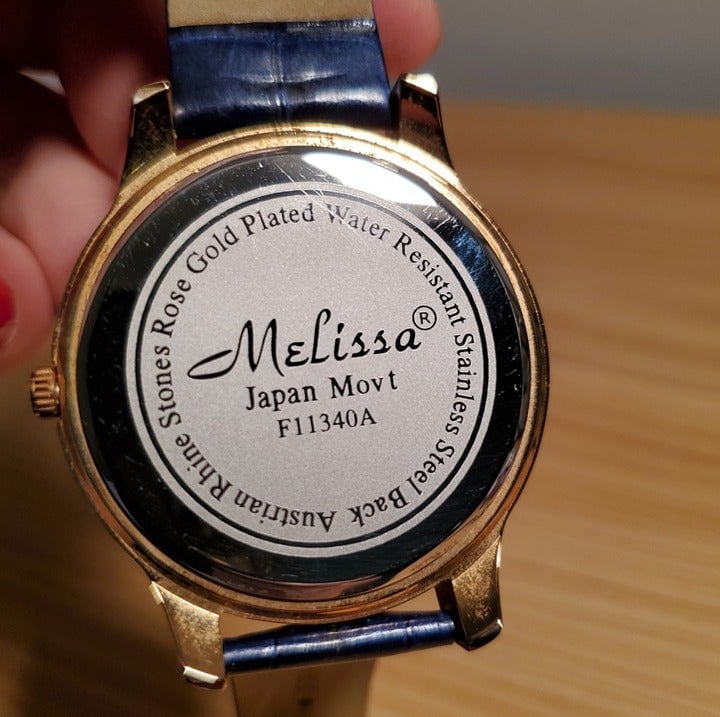 Austrian Rhine Stones Rose Gold Plated Water Resistant Stainless Steel Back
Melissa®
Japan Movt
F11340A